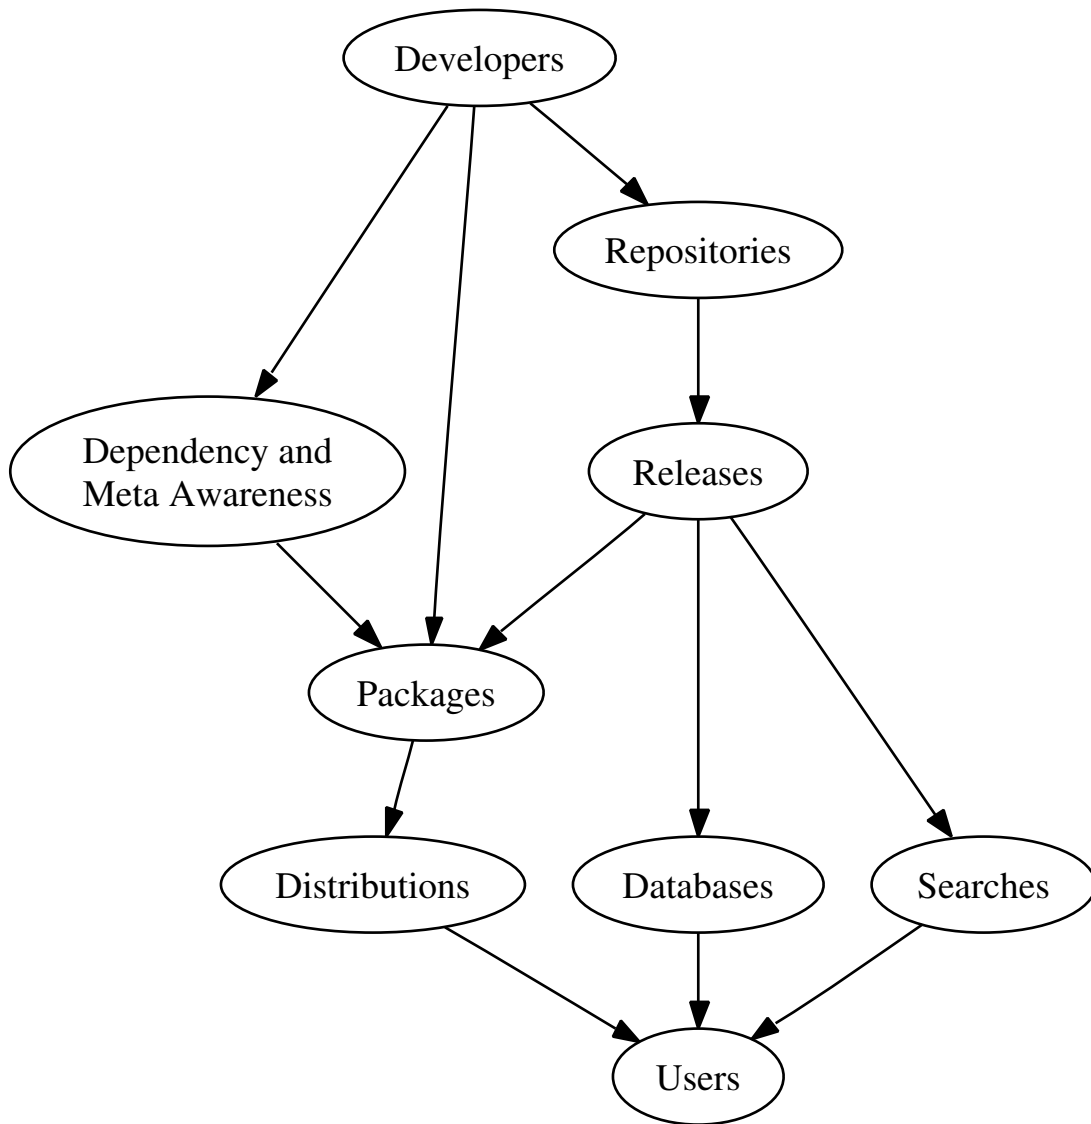 Developers
Repositories
Dependency and
Meta Awareness
Releases
Packages
Distributions
Databases
Searches
Users